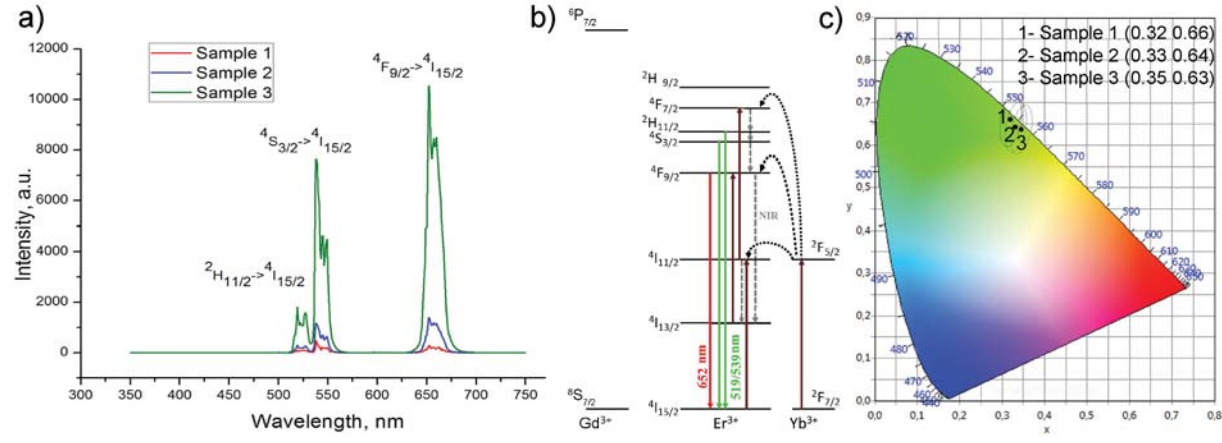 a)
Sample 1
Sample 2
Sample 3
⁴F₉/₂->⁴I₁₅/₂
⁴S₃/₂->⁴I₁₅/₂
²H₁₁/₂->⁴I₁₅/₂
Intensity, a.u.
12000
10000
8000
6000
4000
2000
0
300 350 400 450 500 550 600 650 700 750
Wavelength, nm
b)
⁶P₇/₂
²H ₉/₂
⁴F₇/₂
²H₁₁/₂
⁴S₃/₂
⁴F₉/₂
NIR
²F₅/₂
⁴I₁₁/₂
⁴I₁₃/₂
652 nm
519/539 nm
⁸S₇/₂
⁴I₁₅/₂
²F₇/₂
Gd³⁺ Er³⁺ Yb³⁺
c)
1- Sample 1 (0.32 0.66)
2- Sample 2 (0.33 0.64)
3- Sample 3 (0.35 0.63)
0,9
0,8
0,7
0,6
0,5
0,4
0,3
0,2
0,1
0,0
y
520
530
540
510
550
560
570
500
580
590
600
610
620
490
480
470
460
1
2
3
0,0 0,1 0,2 0,3 0,4 0,5 0,6 0,7 0,8
x